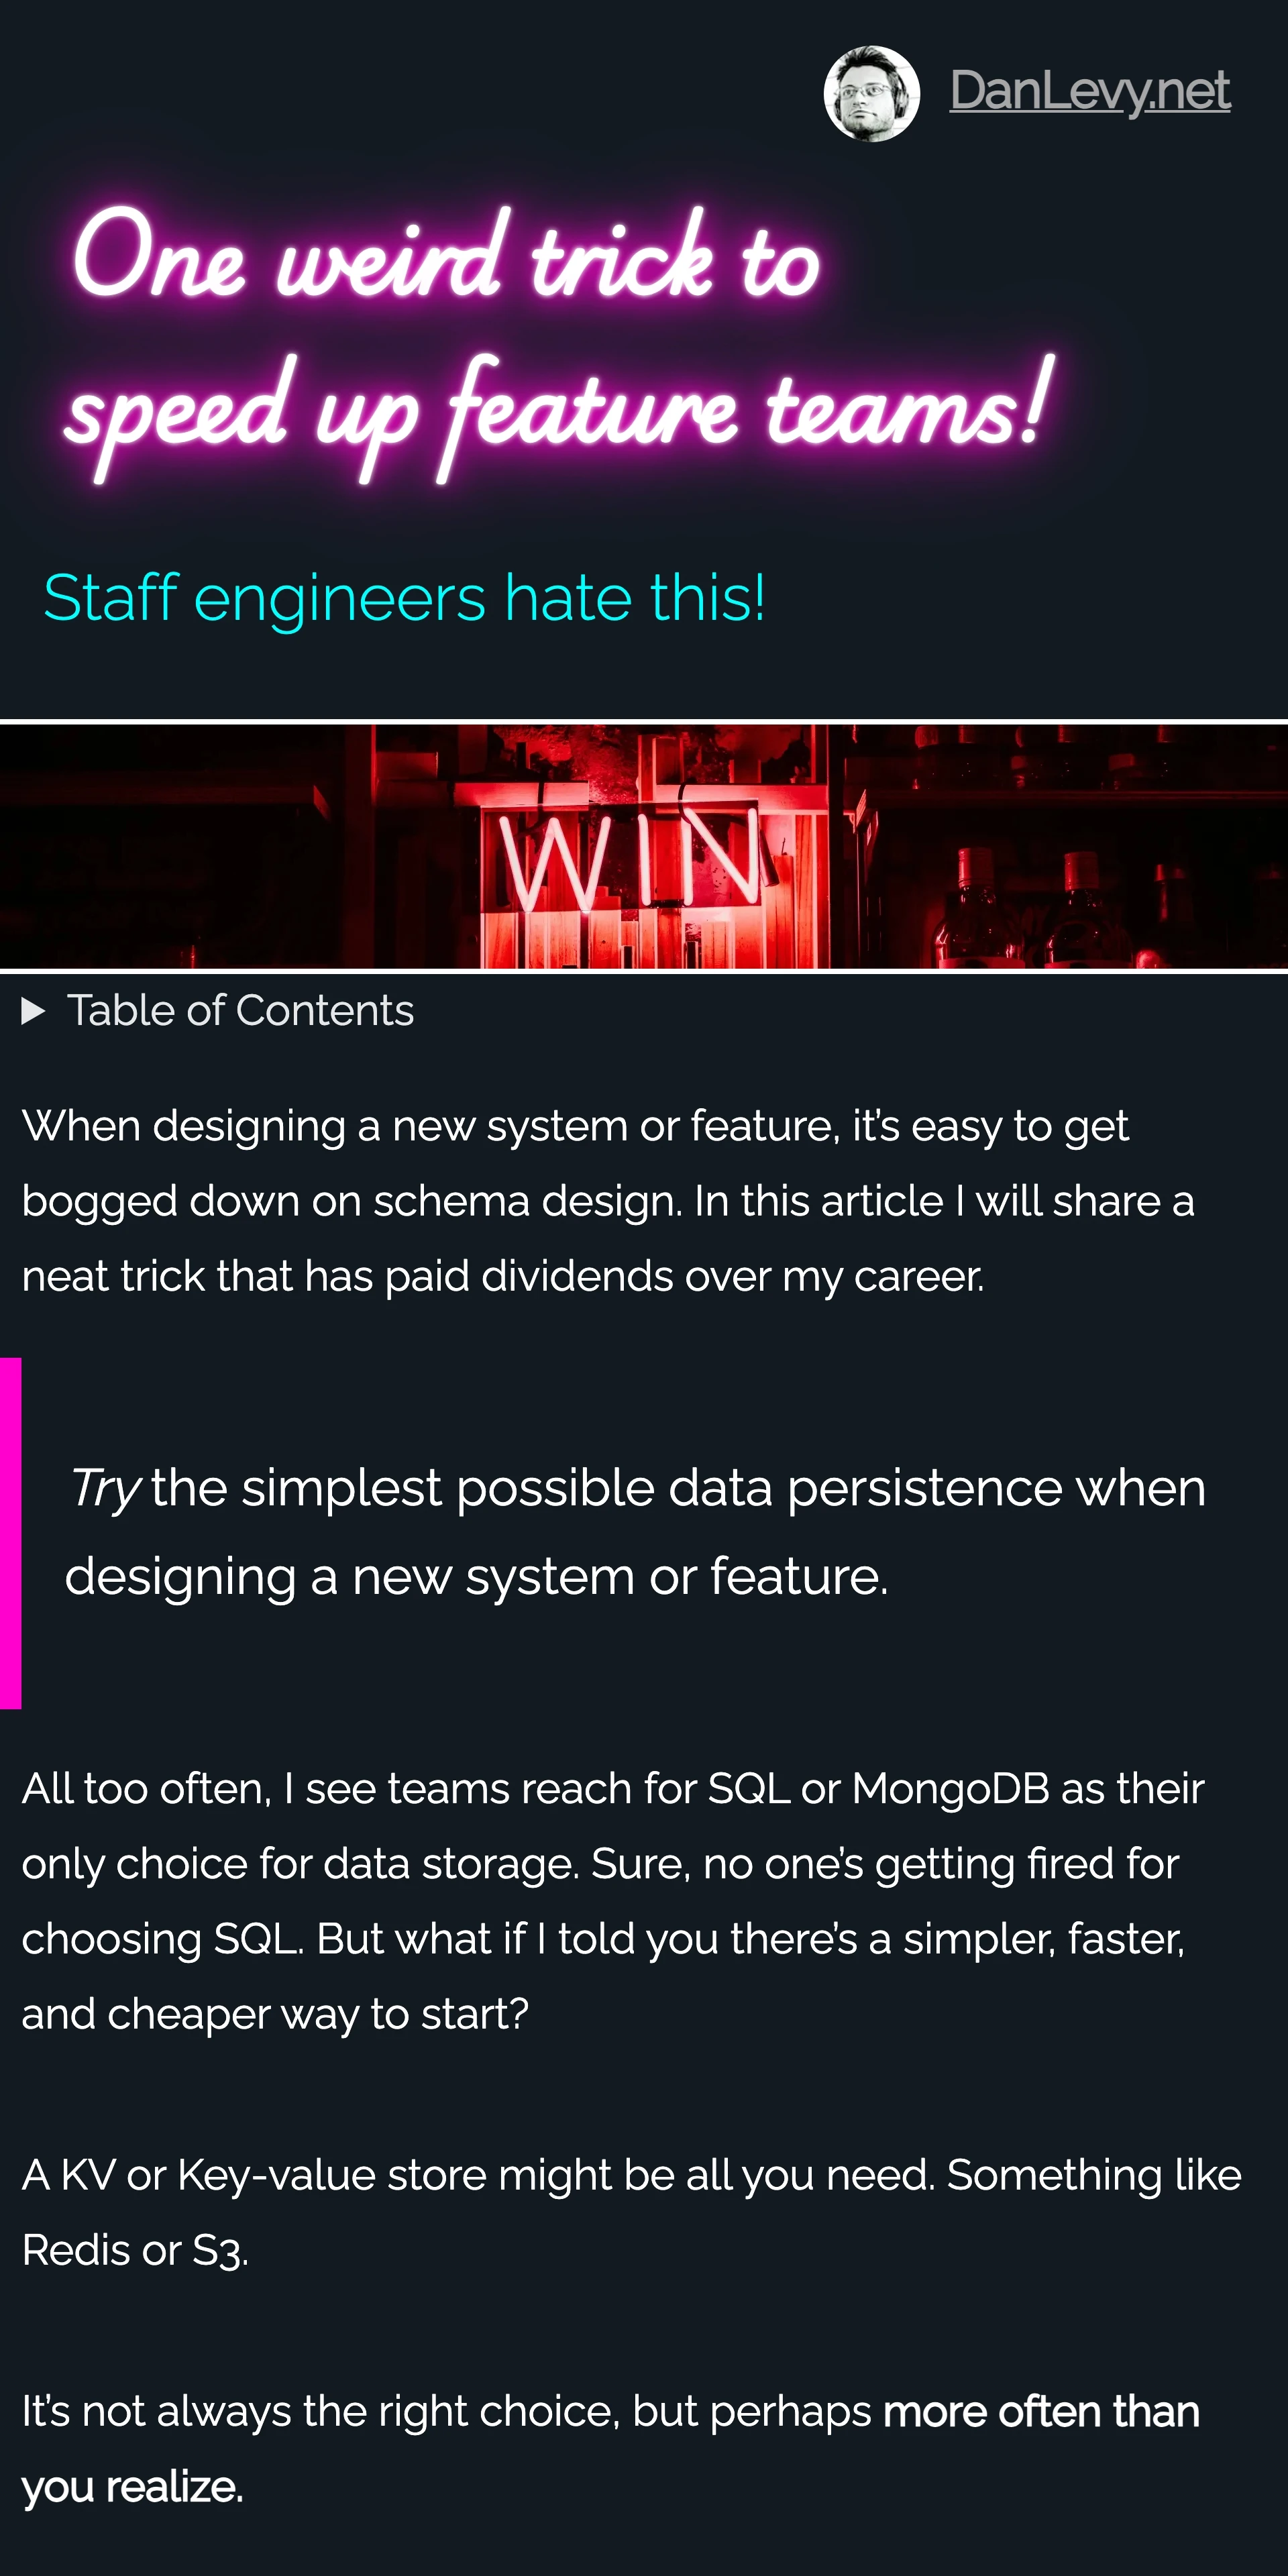 DanLevy.net
One weird trick to
speed up feature teams!
Staff engineers hate this!
WIN
Table of Contents
When designing a new system or feature, it’s easy to get
bogged down on schema design. In this article I will share a
neat trick that has paid dividends over my career.
Try the simplest possible data persistence when
designing a new system or feature.
All too often, I see teams reach for SQL or MongoDB as their
only choice for data storage. Sure, no one’s getting fired for
choosing SQL. But what if I told you there’s a simpler, faster,
and cheaper way to start?
A KV or Key-value store might be all you need. Something like
Redis or S3.
It’s not always the right choice, but perhaps more often than
you realize.